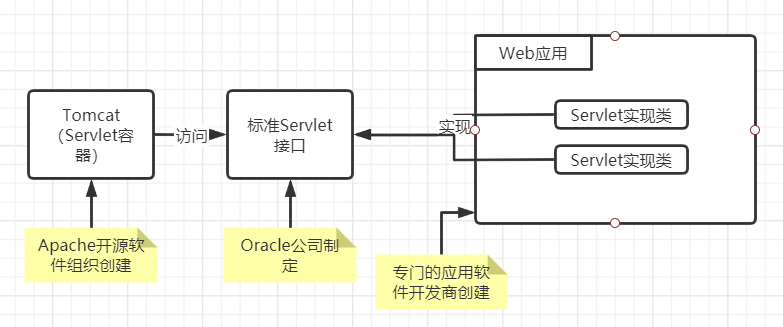 Web应用
Tomcat
（Servlet容
器）
访问
标准Servlet
接口
实现
Servlet实现类
Servlet实现类
Apache开源软
件组织创建
Oracle公司制
定
专门的应用软
件开发商创建